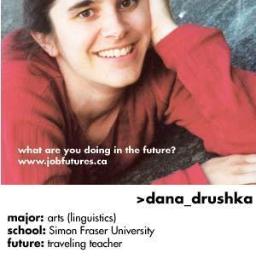 what are you doing in the future?
www.jobfutures.ca
>dana_drushka
major: arts (linguistics)
school: Simon Fraser University
future: traveling teacher